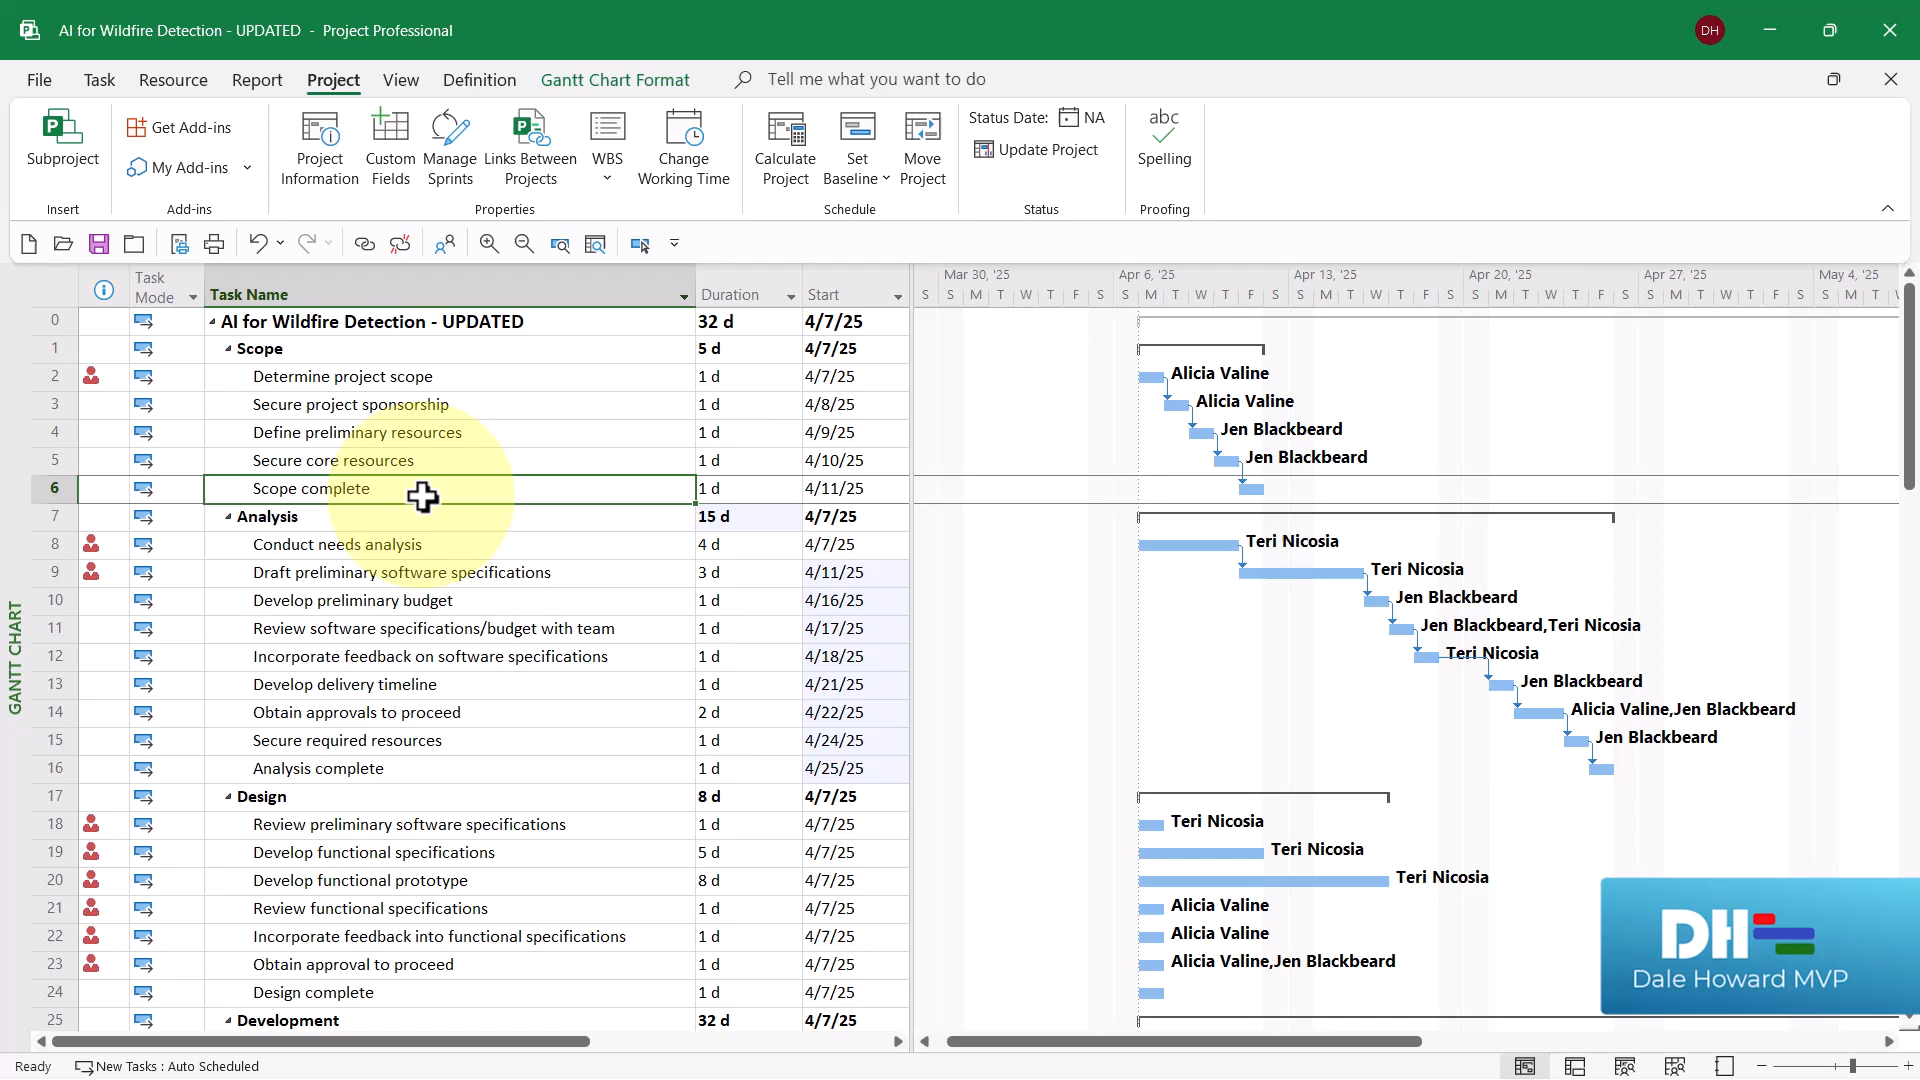 AI for Wildfire Detection - UPDATED - Project Professional
DH
File Task Resource Report Project View Definition Gantt Chart Format Tell me what you want to do
Subproject
Insert
Get Add-ins
My Add-ins
Add-ins
Project Information
Custom Fields
Manage Sprints
Links Between Projects
WBS
Change Working Time
Properties
Calculate Project
Set Baseline
Move Project
Schedule
Status Date: NA
Update Project
Status
abc
Spelling
Proofing
Task Mode Task Name Duration Start
Mar 30, '25 Apr 6, '25 Apr 13, '25 Apr 20, '25 Apr 27, '25 May 4, '25
S S M T W T F S S M T W T F S S M T W T F S S M T W T F S S M T W T F S S M T
0 AI for Wildfire Detection - UPDATED 32 d 4/7/25
1 Scope 5 d 4/7/25
2 Determine project scope 1 d 4/7/25 Alicia Valine
3 Secure project sponsorship 1 d 4/8/25 Alicia Valine
4 Define preliminary resources 1 d 4/9/25 Jen Blackbeard
5 Secure core resources 1 d 4/10/25 Jen Blackbeard
6 Scope complete 1 d 4/11/25
7 Analysis 15 d 4/7/25
8 Conduct needs analysis 4 d 4/7/25 Teri Nicosia
9 Draft preliminary software specifications 3 d 4/11/25 Teri Nicosia
10 Develop preliminary budget 1 d 4/16/25 Jen Blackbeard
11 Review software specifications/budget with team 1 d 4/17/25 Jen Blackbeard,Teri Nicosia
12 Incorporate feedback on software specifications 1 d 4/18/25 Teri Nicosia
13 Develop delivery timeline 1 d 4/21/25 Jen Blackbeard
14 Obtain approvals to proceed 2 d 4/22/25 Alicia Valine,Jen Blackbeard
15 Secure required resources 1 d 4/24/25 Jen Blackbeard
16 Analysis complete 1 d 4/25/25
17 Design 8 d 4/7/25
18 Review preliminary software specifications 1 d 4/7/25 Teri Nicosia
19 Develop functional specifications 5 d 4/7/25 Teri Nicosia
20 Develop functional prototype 8 d 4/7/25 Teri Nicosia
21 Review functional specifications 1 d 4/7/25 Alicia Valine
22 Incorporate feedback into functional specifications 1 d 4/7/25 Alicia Valine
23 Obtain approval to proceed 1 d 4/7/25 Alicia Valine,Jen Blackbeard
24 Design complete 1 d 4/7/25
25 Development 32 d 4/7/25
GANTT CHART
DH
Dale Howard MVP
Ready New Tasks : Auto Scheduled